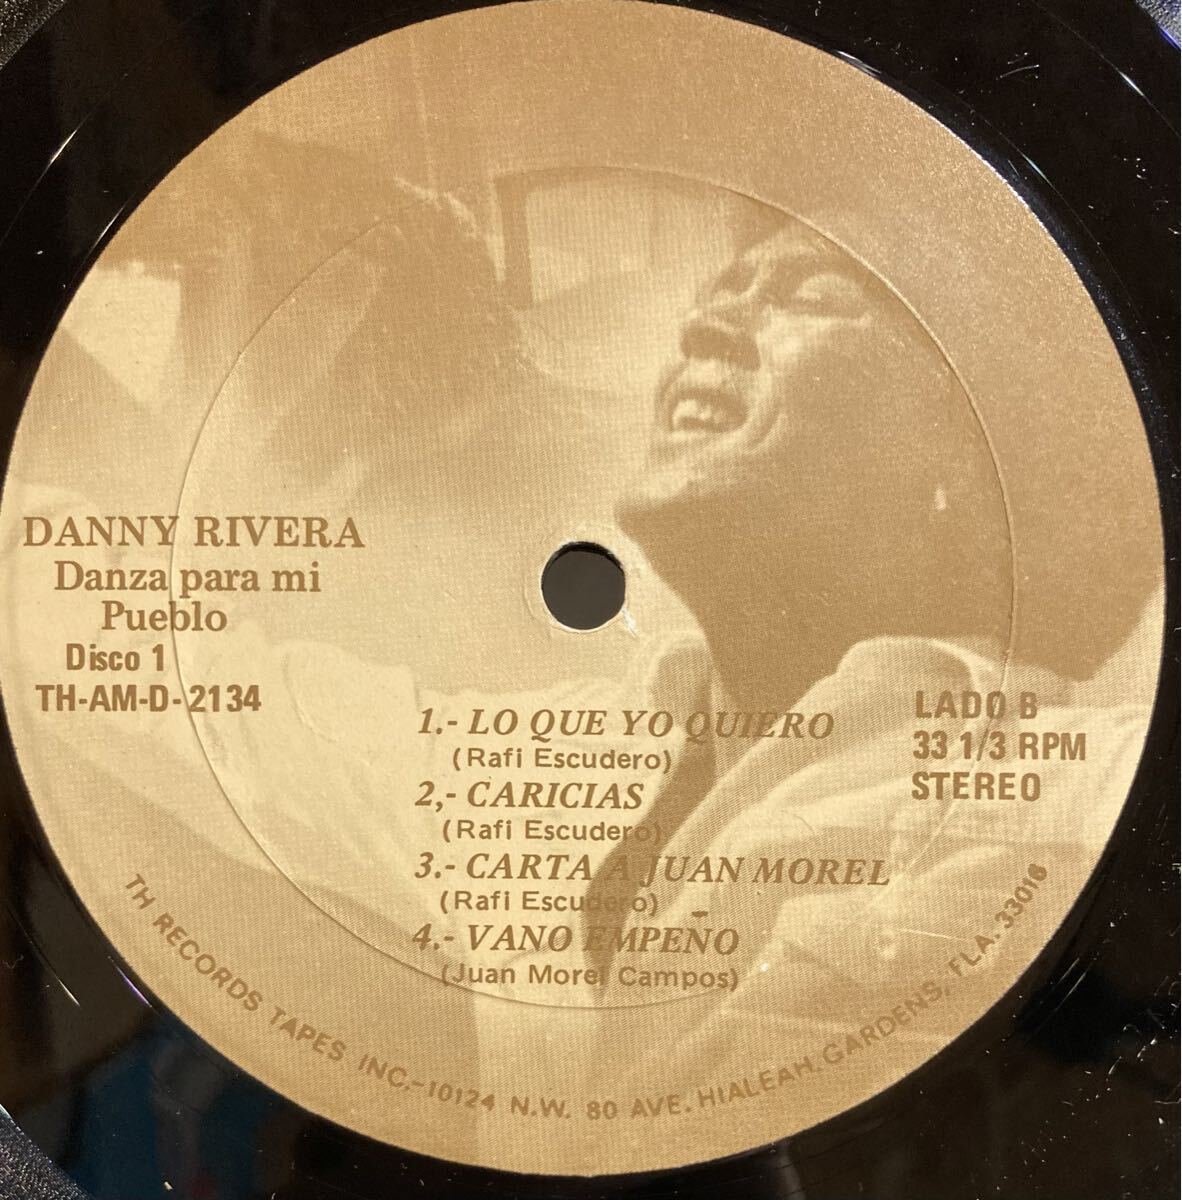 DANNY RIVERA
Danza para mi
Pueblo
Disco 1
TH-AM-D-2134
LADO B
33 1/3 RPM
STEREO
1.- LO QUE YO QUIERO
(Rafi Escudero)
2,- CARICIAS
(Rafi Escudero)
3.- CARTA A JUAN MOREL
(Rafi Escudero)
4.- VANO EMPEÑO
(Juan Morel Campos)
TH RECORDS TAPES INC.-10124 N.W. 80 AVE. HIALEAH, GARDENS, FLA. 33016